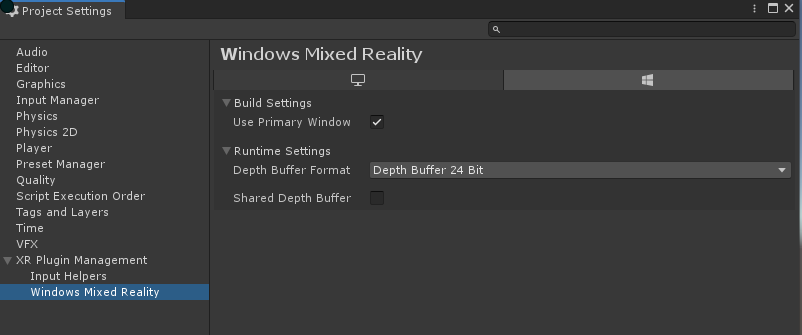 Project Settings
Audio
Editor
Graphics
Input Manager
Physics
Physics 2D
Player
Preset Manager
Quality
Script Execution Order
Tags and Layers
Time
VFX
XR Plugin Management
Input Helpers
Windows Mixed Reality
Windows Mixed Reality
Build Settings
Use Primary Window
Runtime Settings
Depth Buffer Format Depth Buffer 24 Bit
Shared Depth Buffer